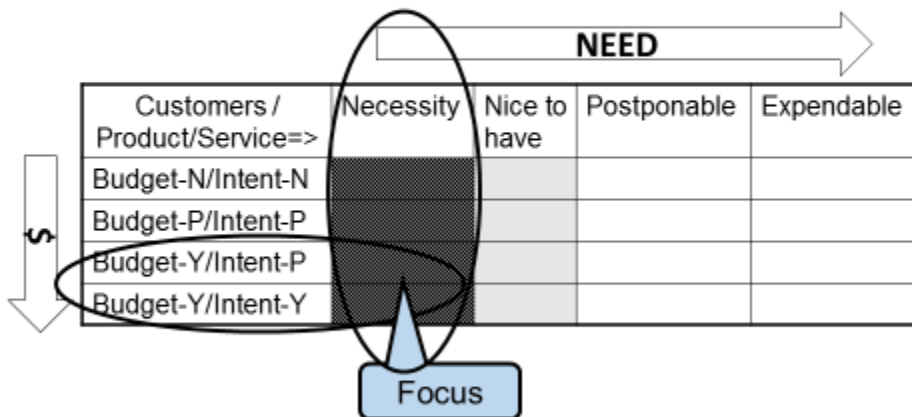 NEED
Customers /
Product/Service=>
Necessity
Nice to
have
Postponable
Expendable
$
Budget-N/Intent-N
Budget-P/Intent-P
Budget-Y/Intent-P
Budget-Y/Intent-Y
Focus